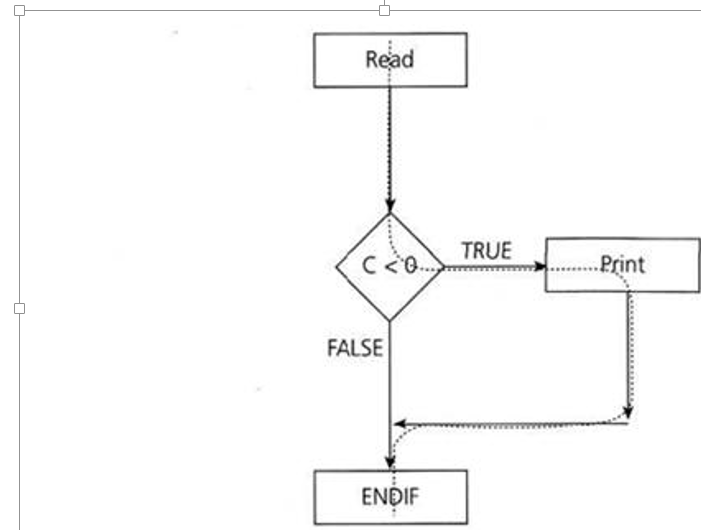 Read
C < 0
TRUE
Print
FALSE
ENDIF